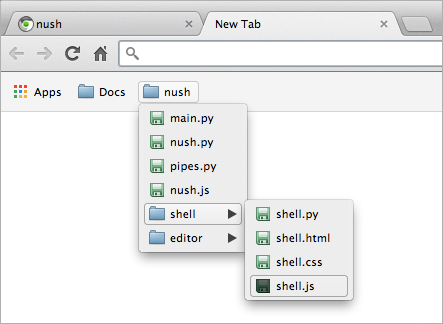 nush
New Tab
Apps
Docs
nush
main.py
nush.py
pipes.py
nush.js
shell
editor
shell.py
shell.html
shell.css
shell.js